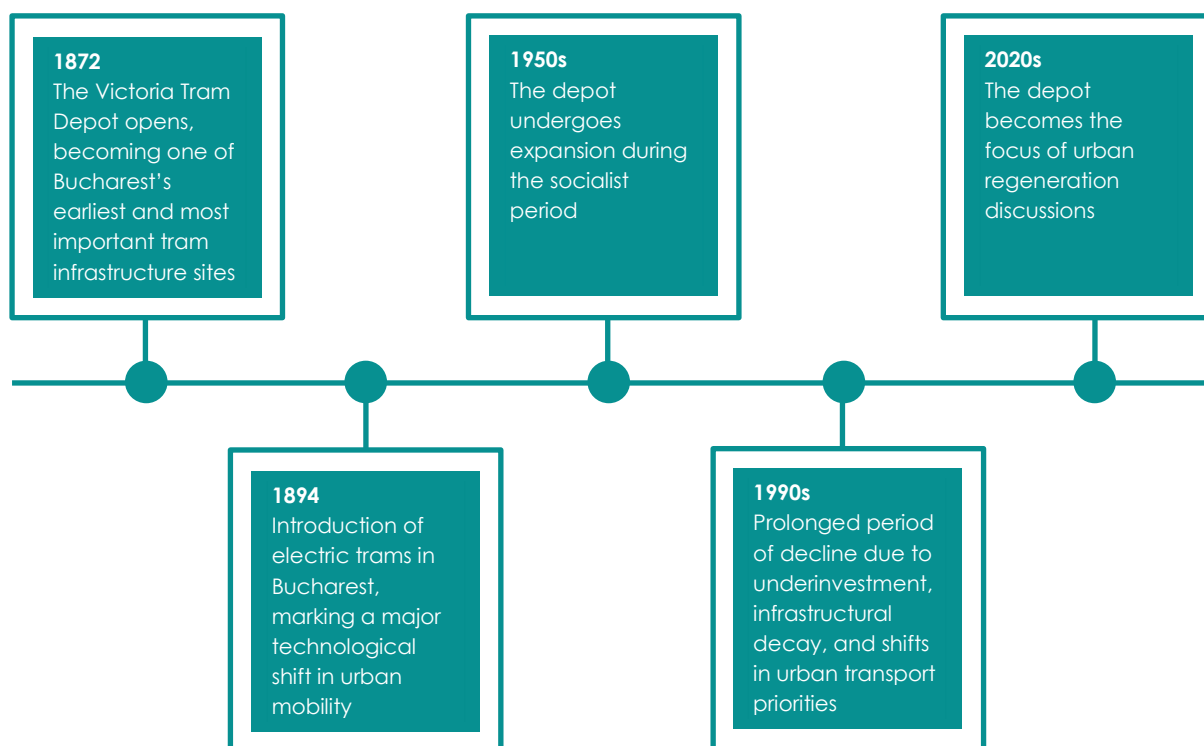 1872
The Victoria Tram
Depot opens,
becoming one of
Bucharest’s
earliest and most
important tram
infrastructure sites
1894
Introduction of
electric trams in
Bucharest,
marking a major
technological
shift in urban
mobility
1950s
The depot
undergoes
expansion during
the socialist
period
1990s
Prolonged period
of decline due to
underinvestment,
infrastructural
decay, and shifts
in urban transport
priorities
2020s
The depot
becomes the
focus of urban
regeneration
discussions